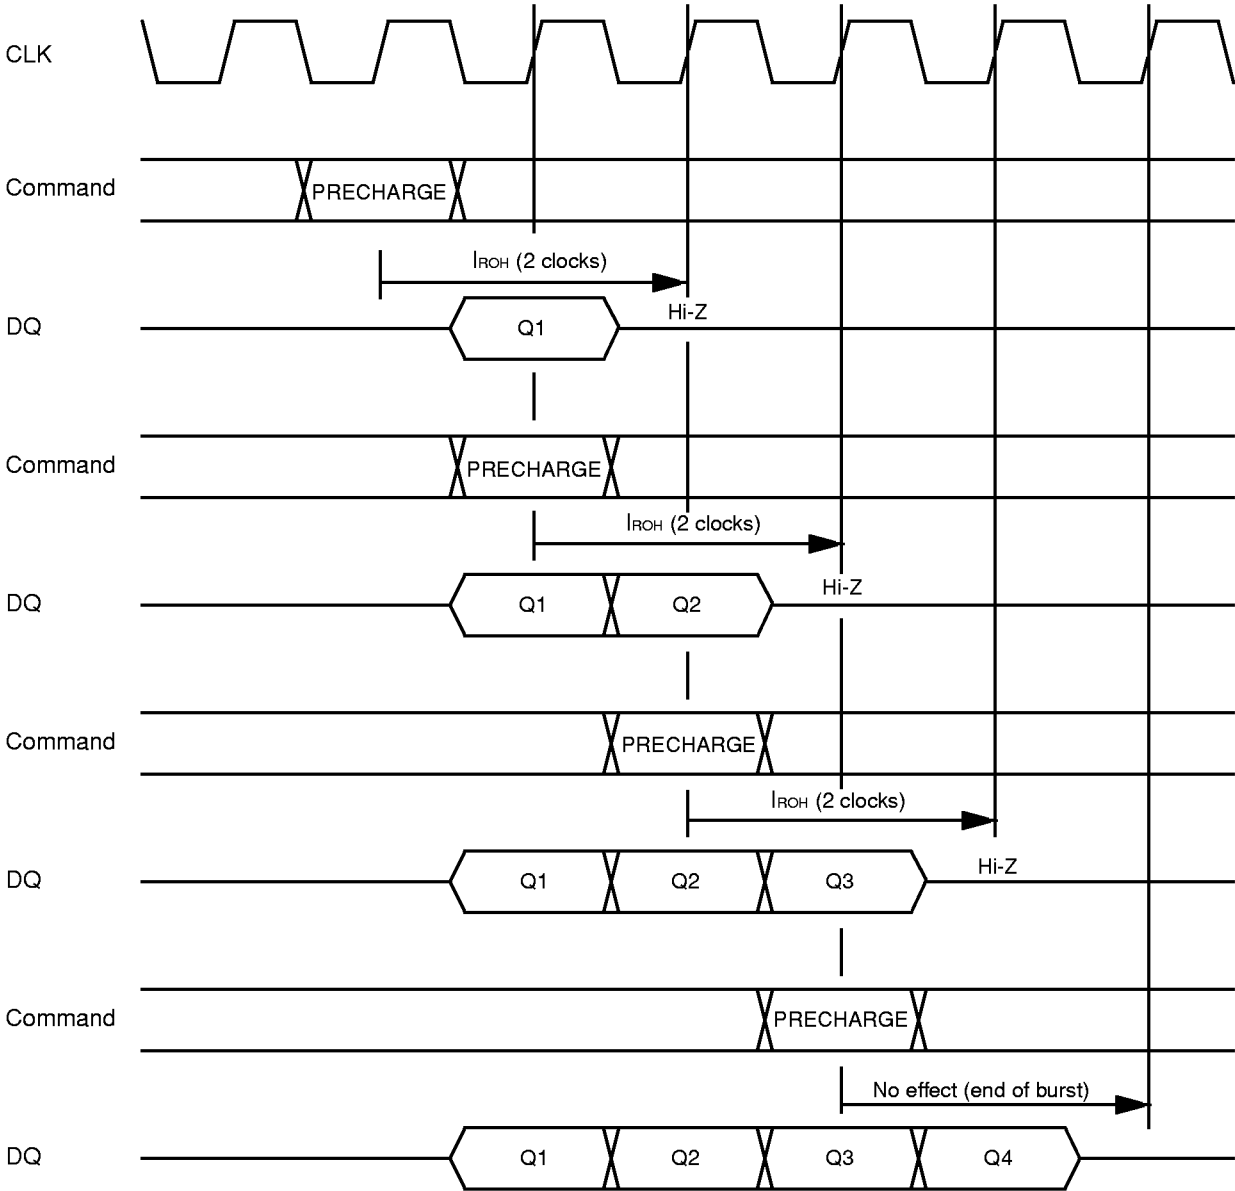 CLK
Command
PRECHARGE
IROH (2 clocks)
DQ
Q1
Hi-Z
Command
PRECHARGE
IROH (2 clocks)
DQ
Q1
Q2
Hi-Z
Command
PRECHARGE
IROH (2 clocks)
DQ
Q1
Q2
Q3
Hi-Z
Command
PRECHARGE
No effect (end of burst)
DQ
Q1
Q2
Q3
Q4